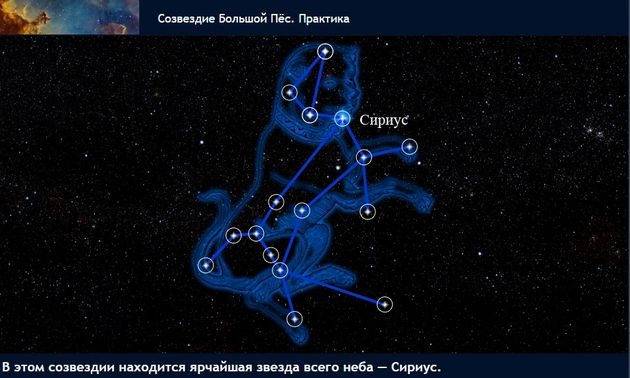 Созвездие Большой Пёс. Практика
Сириус
В этом созвездии находится ярчайшая звезда всего неба — Сириус.